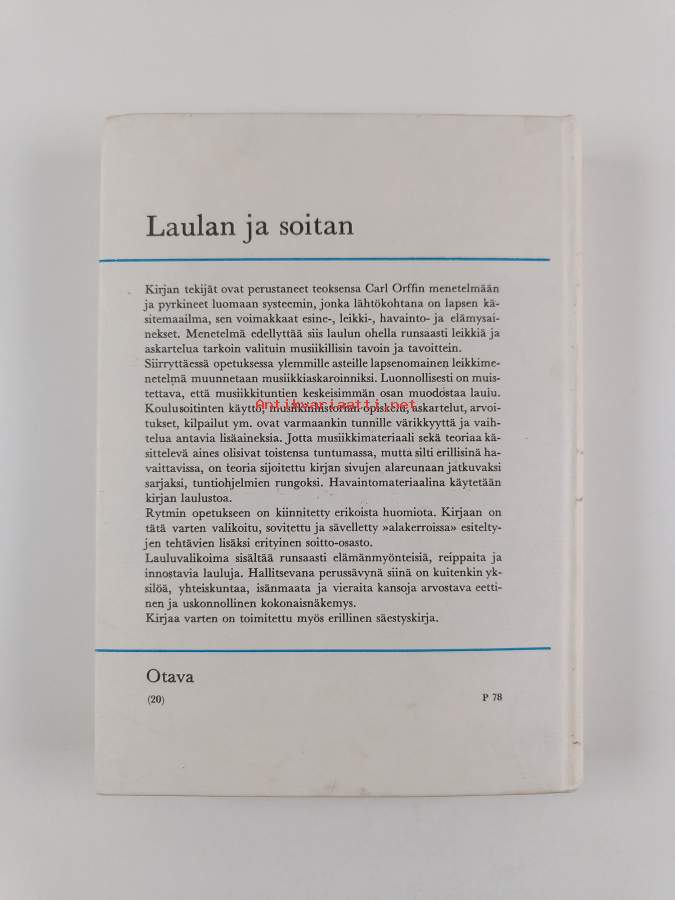 Laulan ja soitan
Kirjan tekijät ovat perustaneet teoksensa Carl Orffin menetelmään
ja pyrkineet luomaan systeemin, jonka lähtökohtana on lapsen kä-
sitemaailma, sen voimakkaat esine-, leikki-, havainto- ja elämysai-
nekset. Menetelmä edellyttää siis laulun ohella runsaasti leikkiä ja
askartelua tarkoin valituin musiikillisin tavoin ja tavoittein.
Siirryttäessä opetuksessa ylemmille asteille lapsenomainen leikkime-
netelmä muunnetaan musiikkiaskaroinniksi. Luonnollisesti on muis-
tettava, että musiikkituntien keskeisimmän osan muodostaa laulu.
Antikvariaatti.net
Koulusoitinten käyttö, musiikinhistorian opiskelu, askartelut, arvoi-
tukset, kilpailut ym. ovat varmaankin tunnille värikkyyttä ja vaih-
telua antavia lisäaineksia. Jotta musiikkimateriaali sekä teoriaa kä-
sittelevä aines olisivat toistensa tuntumassa, mutta silti erillisinä ha-
vaittavissa, on teoria sijoitettu kirjan sivujen alareunaan jatkuvaksi
sarjaksi, tuntiohjelmien rungoksi. Havaintomateriaalina käytetään
kirjan laulustoa.
Rytmin opetukseen on kiinnitetty erikoista huomiota. Kirjaan on
tätä varten valikoitu, sovitettu ja sävelletty »alakerroissa» esitelty-
jen tehtävien lisäksi erityinen soitto-osasto.
Lauluvalikoima sisältää runsaasti elämänmyönteisiä, reippaita ja
innostavia lauluja. Hallitsevana perussävynä siinä on kuitenkin yk-
silöä, yhteiskuntaa, isänmaata ja vieraita kansoja arvostava eetti-
nen ja uskonnollinen kokonaisnäkemys.
Kirjaa varten on toimitettu myös erillinen säestyskirja.
Otava
(20)
P 78